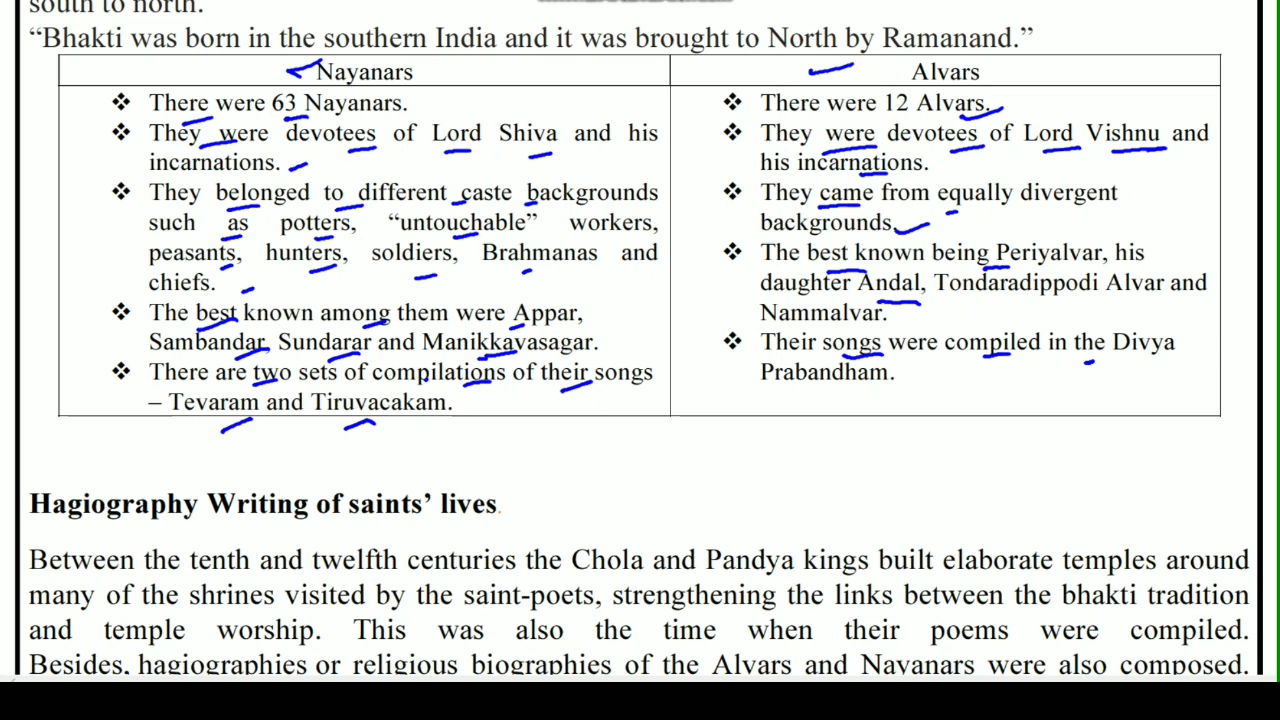 south to north.
“Bhakti was born in the southern India and it was brought to North by Ramanand.”
Nayanars
❖ There were 63 Nayanars.
❖ They were devotees of Lord Shiva and his
incarnations.
❖ They belonged to different caste backgrounds
such as potters, “untouchable” workers,
peasants, hunters, soldiers, Brahmanas and
chiefs.
❖ The best known among them were Appar,
Sambandar, Sundarar and Manikkavasagar.
❖ There are two sets of compilations of their songs
– Tevaram and Tiruvacakam.
Alvars
❖ There were 12 Alvars.
❖ They were devotees of Lord Vishnu and
his incarnations.
❖ They came from equally divergent
backgrounds.
❖ The best known being Periyalvar, his
daughter Andal, Tondaradippodi Alvar and
Nammalvar.
❖ Their songs were compiled in the Divya
Prabandham.
Hagiography Writing of saints’ lives.
Between the tenth and twelfth centuries the Chola and Pandya kings built elaborate temples around
many of the shrines visited by the saint-poets, strengthening the links between the bhakti tradition
and temple worship. This was also the time when their poems were compiled.
Besides, hagiographies or religious biographies of the Alvars and Nayanars were also composed.